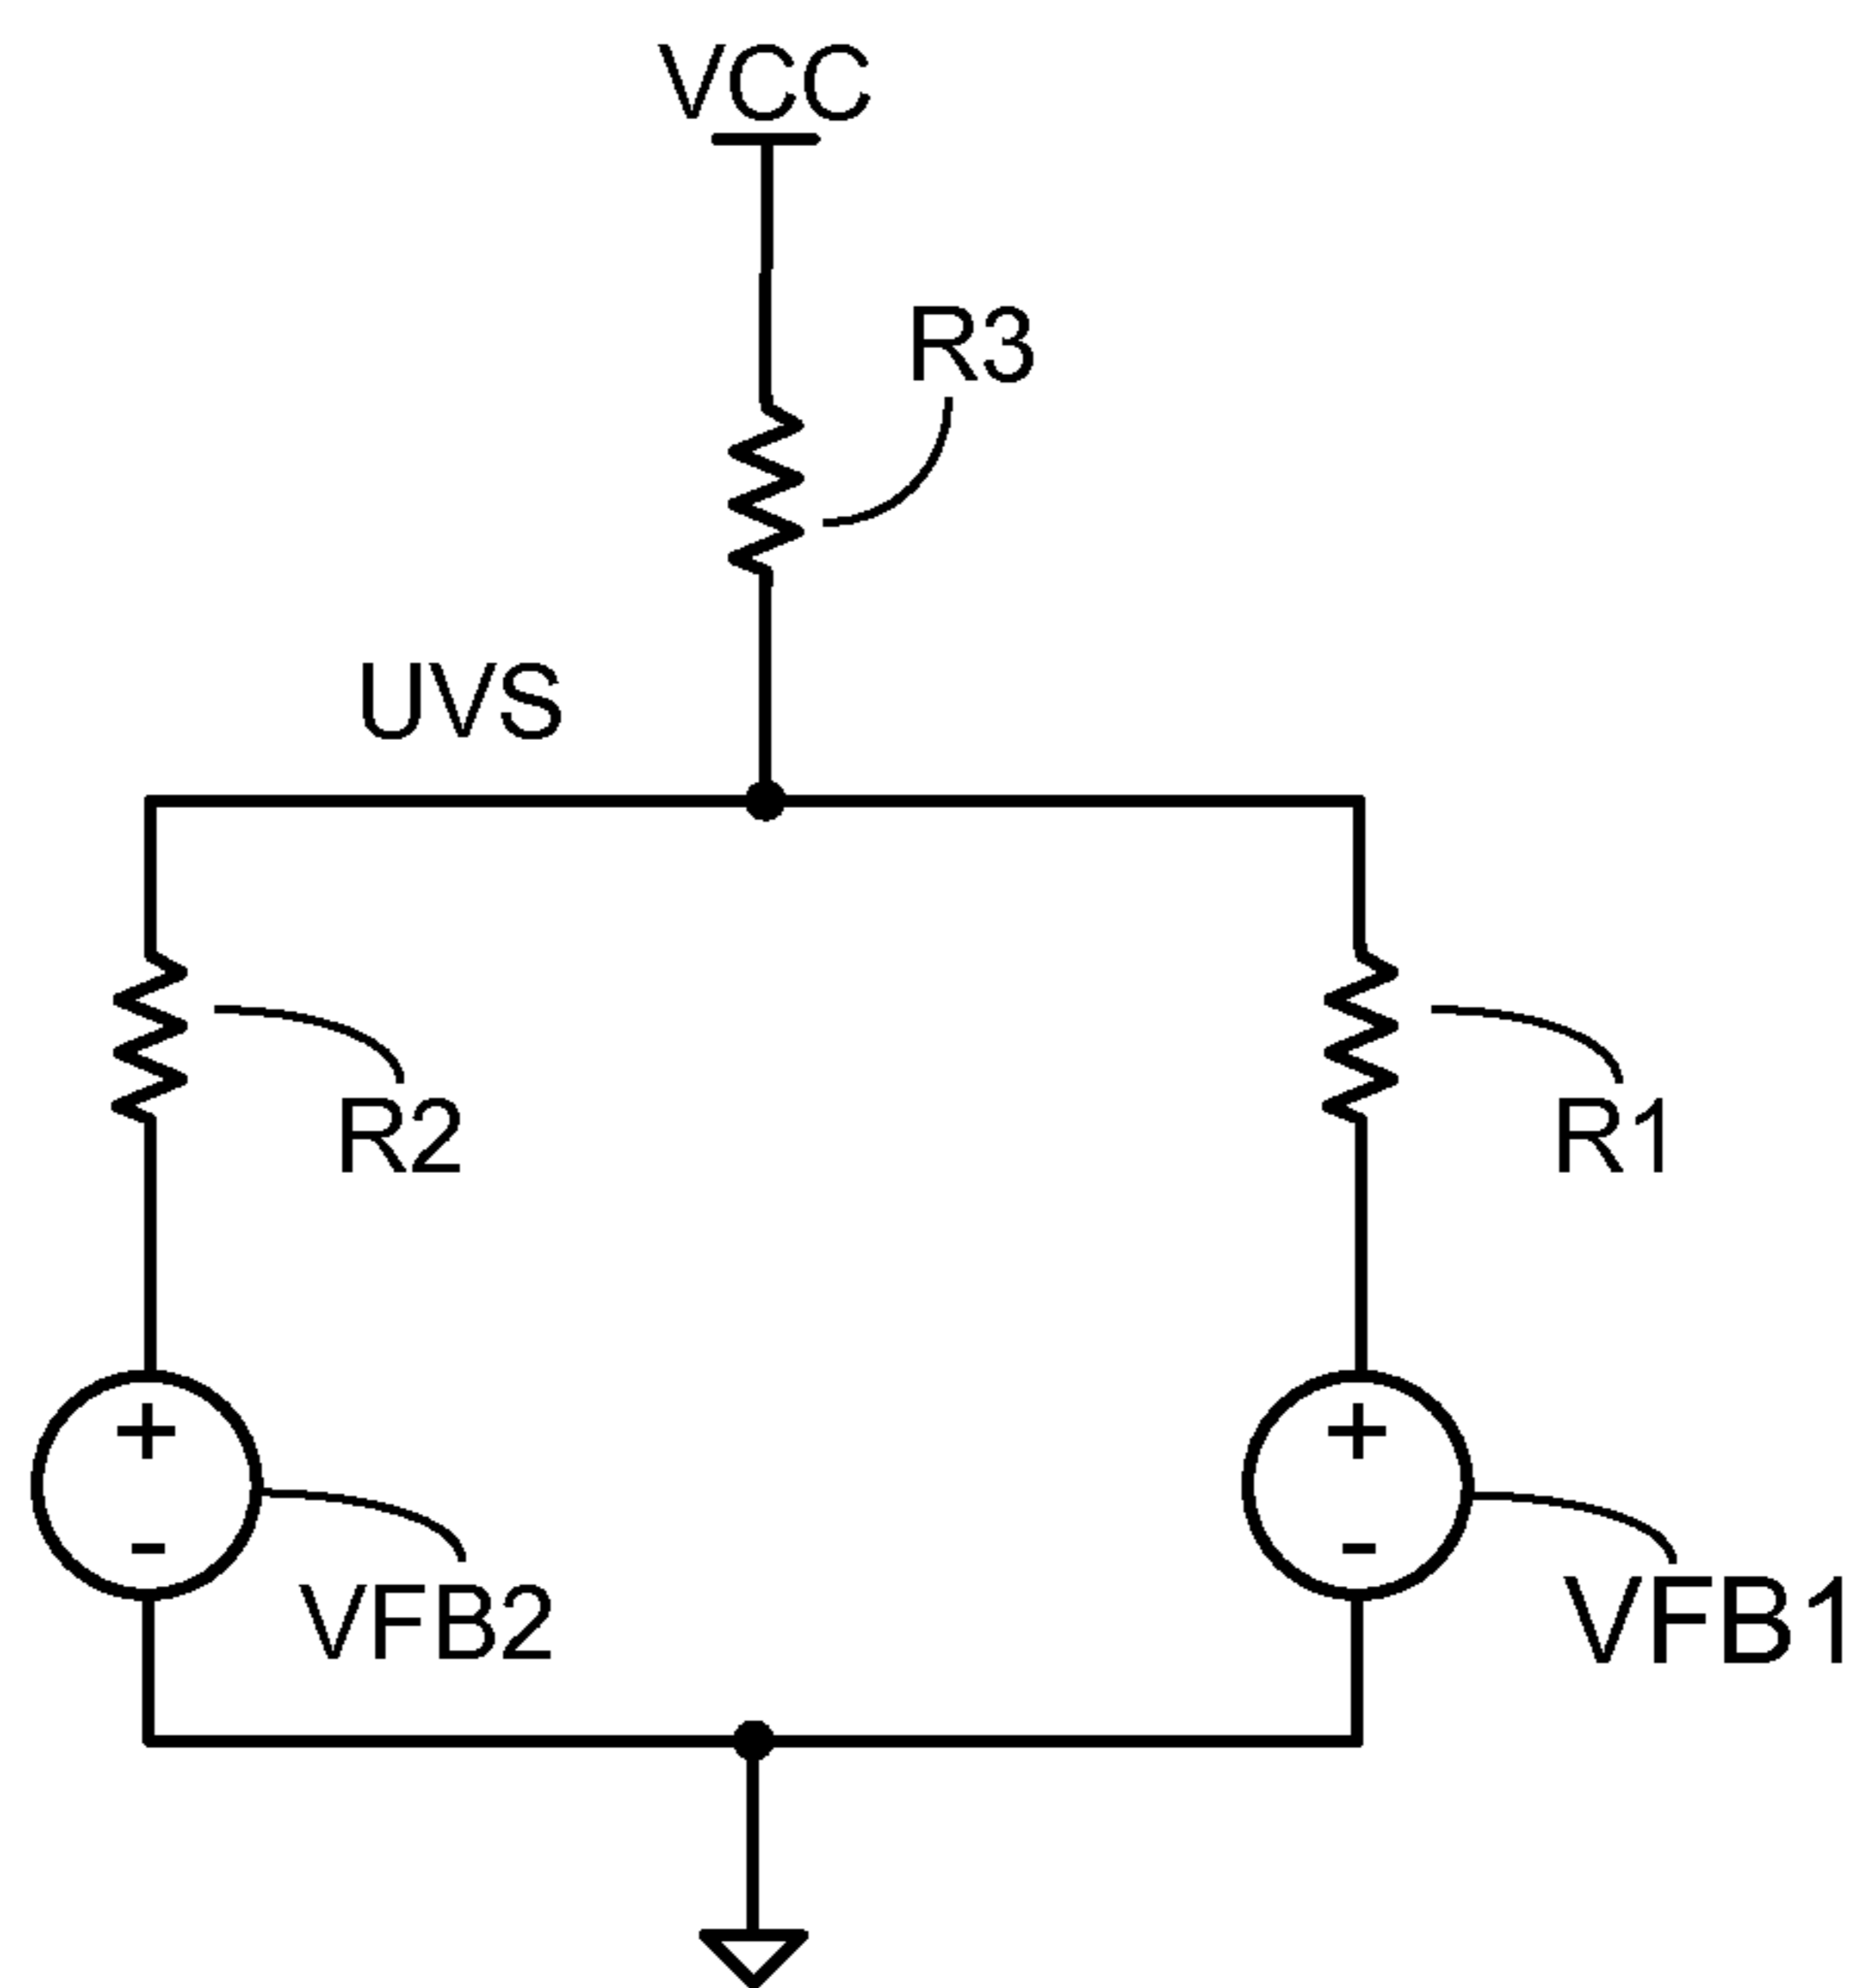 VCC
R3
UVS
R2
R1
+
+
-
-
VFB2
VFB1